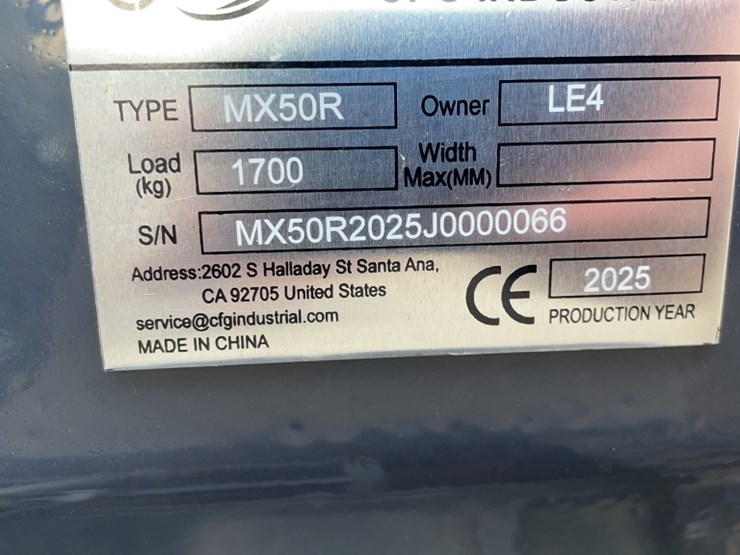 TYPE MX50R Owner LE4
Load (kg) 1700 Width Max(MM)
S/N MX50R2025J0000066
Address:2602 S Halladay St Santa Ana,
CA 92705 United States
service@cfgindustrial.com
MADE IN CHINA
CE 2025
PRODUCTION YEAR